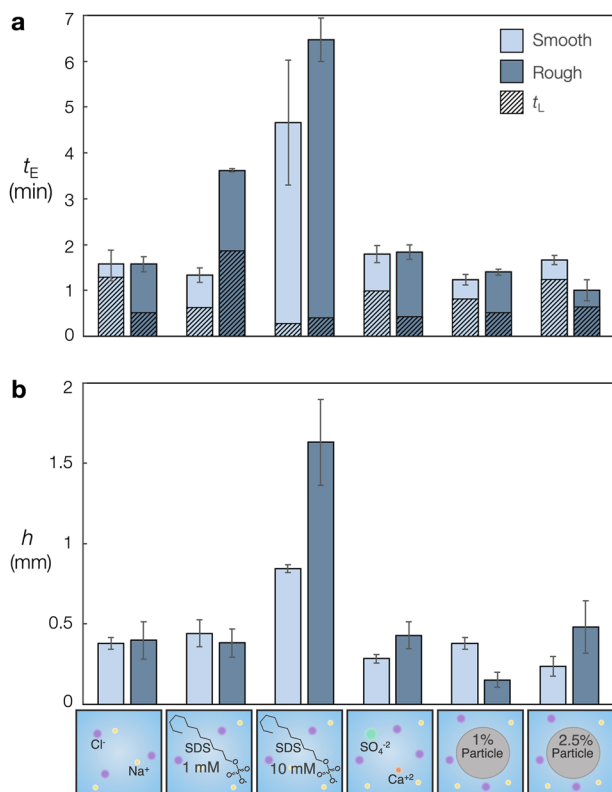 a
Smooth
Rough
t_L
t_E
(min)
7
6
5
4
3
2
1
0
b
h
(mm)
2
1.5
1
0.5
0
Cl-
Na+
SDS
1 mM
SDS
10 mM
SO4-2
Ca+2
1%
Particle
2.5%
Particle